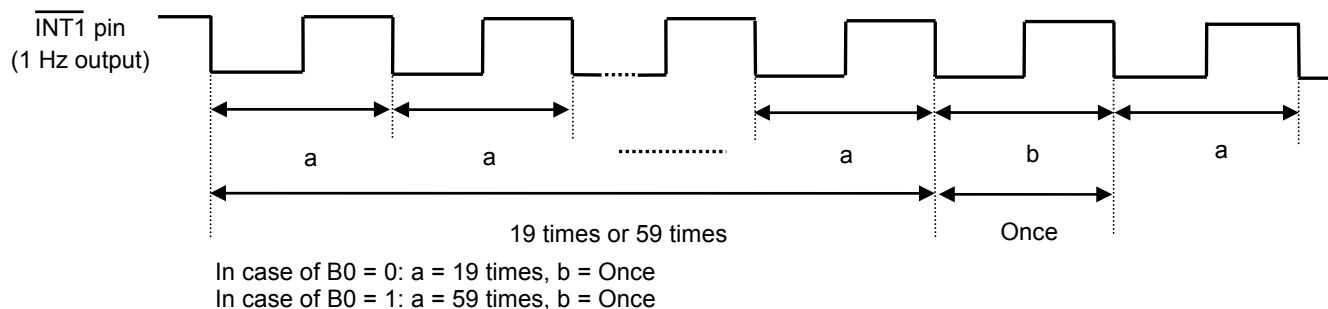 INT1 pin
(1 Hz output)
a
a
a
b
a
19 times or 59 times
Once
In case of B0 = 0: a = 19 times, b = Once
In case of B0 = 1: a = 59 times, b = Once